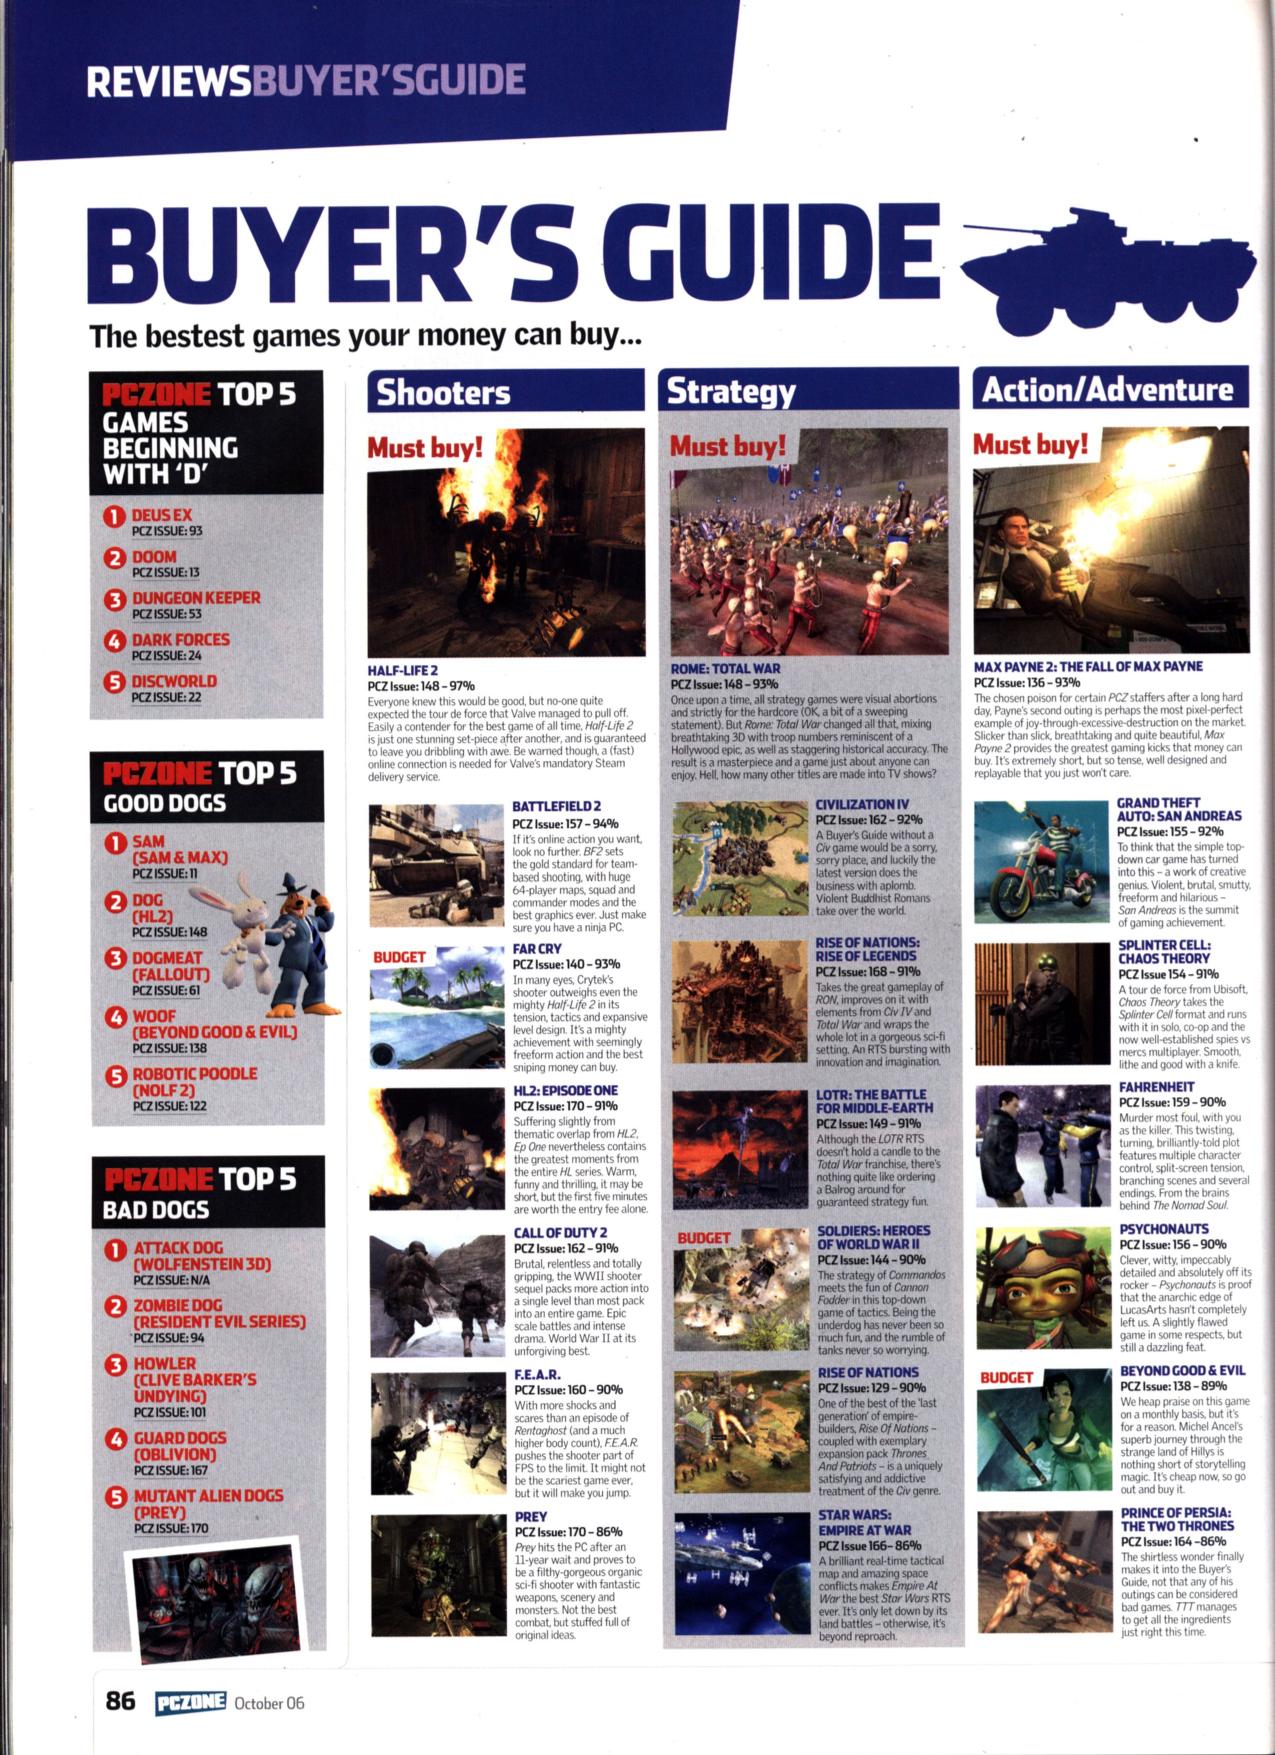 REVIEWSBUYER'SGUIDE
BUYER'S GUIDE
The bestest games your money can buy...
PCZONE TOP 5
GAMES
BEGINNING
WITH 'D'
1 DEUS EX
PCZ ISSUE: 93
2 DOOM
PCZ ISSUE: 13
3 DUNGEON KEEPER
PCZ ISSUE: 53
4 DARK FORCES
PCZ ISSUE: 24
5 DISCWORLD
PCZ ISSUE: 22
PCZONE TOP 5
GOOD DOGS
1 SAM
(SAM & MAX)
PCZ ISSUE: 11
2 DOG
(HL2)
PCZ ISSUE: 148
3 DOGMEAT
(FALLOUT)
PCZ ISSUE: 61
4 WOOF
(BEYOND GOOD & EVIL)
PCZ ISSUE: 138
5 ROBOTIC POODLE
(NOLF 2)
PCZ ISSUE: 122
PCZONE TOP 5
BAD DOGS
1 ATTACK DOG
(WOLFENSTEIN 3D)
PCZ ISSUE: N/A
2 ZOMBIE DOG
(RESIDENT EVIL SERIES)
PCZ ISSUE: 94
3 HOWLER
(CLIVE BARKER'S
UNDYING)
PCZ ISSUE: 101
4 GUARD DOGS
(OBLIVION)
PCZ ISSUE: 167
5 MUTANT ALIEN DOGS
(PREY)
PCZ ISSUE: 170
Shooters
Must buy!
HALF-LIFE 2
PCZ Issue: 148 – 97%
Everyone knew this would be good, but no-one quite
expected the tour de force that Valve managed to pull off.
Easily a contender for the best game of all time, Half-Life 2
is just one stunning set-piece after another, and is guaranteed
to leave you dribbling with awe. Be warned though, a (fast)
online connection is needed for Valve's mandatory Steam
delivery service.
BATTLEFIELD 2
PCZ Issue: 157 – 94%
If it's online action you want,
look no further. BF2 sets
the gold standard for team-
based shooting, with huge
64-player maps, squad and
commander modes and the
best graphics ever. Just make
sure you have a ninja PC.
BUDGET
FAR CRY
PCZ Issue: 140 – 93%
In many eyes, Crytek's
shooter outweighs even the
mighty Half-Life 2 in its
tension, tactics and expansive
level design. It's a mighty
achievement with seemingly
freeform action and the best
sniping money can buy.
HL2: EPISODE ONE
PCZ Issue: 170 – 91%
Suffering slightly from
thematic overlap from HL2,
Ep One nevertheless contains
the greatest moments from
the entire HL series. Warm,
funny and thrilling, it may be
short, but the first five minutes
are worth the entry fee alone.
CALL OF DUTY 2
PCZ Issue: 162 – 91%
Brutal, relentless and totally
gripping, the WWII shooter
sequel packs more action into
a single level than most pack
into an entire game. Epic
scale battles and intense
drama. World War II at its
unforgiving best.
F.E.A.R.
PCZ Issue: 160 – 90%
With more shocks and
scares than an episode of
Rentaghost (and a much
higher body count), F.E.A.R.
pushes the shooter part of
FPS to the limit. It might not
be the scariest game ever,
but it will make you jump.
PREY
PCZ Issue: 170 – 86%
Prey hits the PC after an
11-year wait and proves to
be a filthy-gorgeous organic
sci-fi shooter with fantastic
weapons, scenery and
monsters. Not the best
combat, but stuffed full of
original ideas.
Strategy
Must buy!
ROME: TOTAL WAR
PCZ Issue: 148 – 93%
Once upon a time, all strategy games were visual abortions
and strictly for the hardcore (OK, a bit of a sweeping
statement). But Rome: Total War changed all that, mixing
breathtaking 3D with troop numbers reminiscent of a
Hollywood epic, as well as staggering historical accuracy. The
result is a masterpiece and a game just about anyone can
enjoy. Hell, how many other titles are made into TV shows?
CIVILIZATION IV
PCZ Issue: 162 – 92%
A Buyer's Guide without a
Civ game would be a sorry,
sorry place, and luckily the
latest version does the
business with aplomb.
Violent Buddhist Romans
take over the world.
RISE OF NATIONS:
RISE OF LEGENDS
PCZ Issue: 168 – 91%
Takes the great gameplay of
RON, improves on it with
elements from Civ IV and
Total War and wraps the
whole lot in a gorgeous sci-fi
setting. An RTS bursting with
innovation and imagination.
LOTR: THE BATTLE
FOR MIDDLE-EARTH
PCZ Issue: 149 – 91%
Although the LOTR RTS
doesn't hold a candle to the
Total War franchise, there's
nothing quite like ordering
a Balrog around for
guaranteed strategy fun.
BUDGET
SOLDIERS: HEROES
OF WORLD WAR II
PCZ Issue: 144 – 90%
The strategy of Commandos
meets the fun of Cannon
Fodder in this top-down
game of tactics. Being the
underdog has never been so
much fun, and the rumble of
tanks never so worrying.
RISE OF NATIONS
PCZ Issue: 129 – 90%
One of the best of the 'last
generation' of empire-
builders, Rise Of Nations –
coupled with exemplary
expansion pack Thrones
And Patriots – is a uniquely
satisfying and addictive
treatment of the Civ genre.
STAR WARS:
EMPIRE AT WAR
PCZ Issue 166– 86%
A brilliant real-time tactical
map and amazing space
conflicts makes Empire At
War the best Star Wars RTS
ever. It's only let down by its
land battles – otherwise, it's
beyond reproach.
Action/Adventure
Must buy!
MAX PAYNE 2: THE FALL OF MAX PAYNE
PCZ Issue: 136 – 93%
The chosen poison for certain PCZ staffers after a long hard
day, Payne's second outing is perhaps the most pixel-perfect
example of joy-through-excessive-destruction on the market.
Slicker than slick, breathtaking and quite beautiful, Max
Payne 2 provides the greatest gaming kicks that money can
buy. It's extremely short, but so tense, well designed and
replayable that you just won't care.
GRAND THEFT
AUTO: SAN ANDREAS
PCZ Issue: 155 – 92%
To think that the simple top-
down car game has turned
into this – a work of creative
genius. Violent, brutal, smutty,
freeform and hilarious –
San Andreas is the summit
of gaming achievement.
SPLINTER CELL:
CHAOS THEORY
PCZ Issue 154 – 91%
A tour de force from Ubisoft,
Chaos Theory takes the
Splinter Cell format and runs
with it in solo, co-op and the
now well-established spies vs
mercs multiplayer. Smooth,
lithe and good with a knife.
FAHRENHEIT
PCZ Issue: 159 – 90%
Murder most foul, with you
as the killer. This twisting,
turning, brilliantly-told plot
features multiple character
control, split-screen tension,
branching scenes and several
endings. From the brains
behind The Nomad Soul.
PSYCHONAUTS
PCZ Issue: 156 – 90%
Clever, witty, impeccably
detailed and absolutely off its
rocker – Psychonauts is proof
that the anarchic edge of
LucasArts hasn't completely
left us. A slightly flawed
game in some respects, but
still a dazzling feat.
BUDGET
BEYOND GOOD & EVIL
PCZ Issue: 138 – 89%
We heap praise on this game
on a monthly basis, but it's
for a reason. Michel Ancel's
superb journey through the
strange land of Hillys is
nothing short of storytelling
magic. It's cheap now, so go
out and buy it.
PRINCE OF PERSIA:
THE TWO THRONES
PCZ Issue: 164 –86%
The shirtless wonder finally
makes it into the Buyer's
Guide, not that any of his
outings can be considered
bad games. TTT manages
to get all the ingredients
just right this time.
86 PCZONE October 06